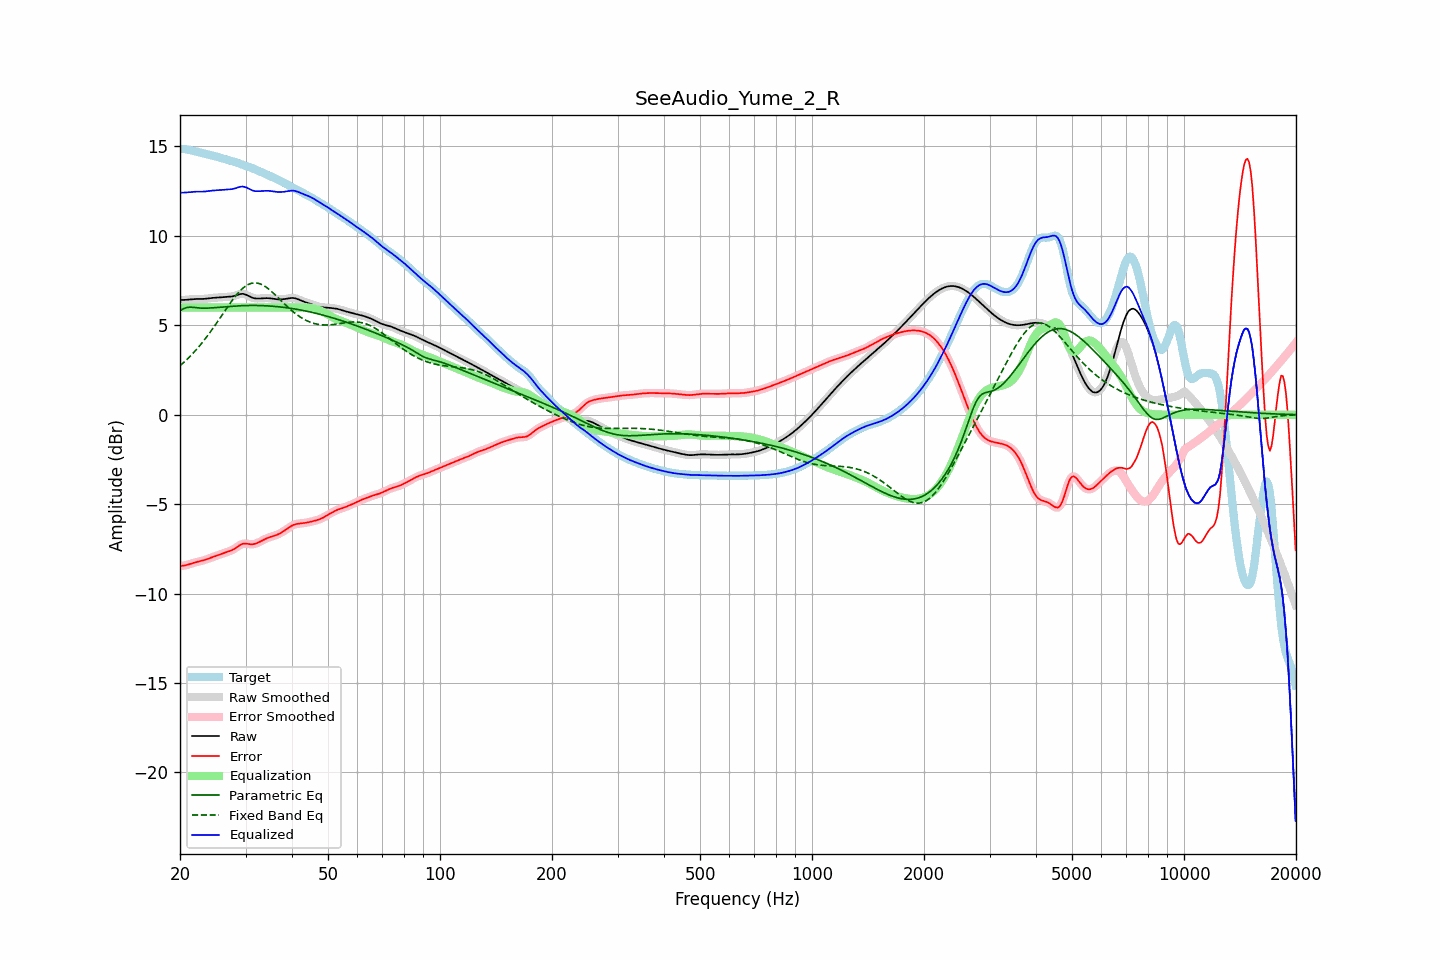 SeeAudio_Yume_2_R
Amplitude (dBr)
15
10
5
0
−5
−10
−15
−20
Target
Raw Smoothed
Error Smoothed
Raw
Error
Equalization
Parametric Eq
Fixed Band Eq
Equalized
20
50
100
200
500
1000
2000
5000
10000
20000
Frequency (Hz)